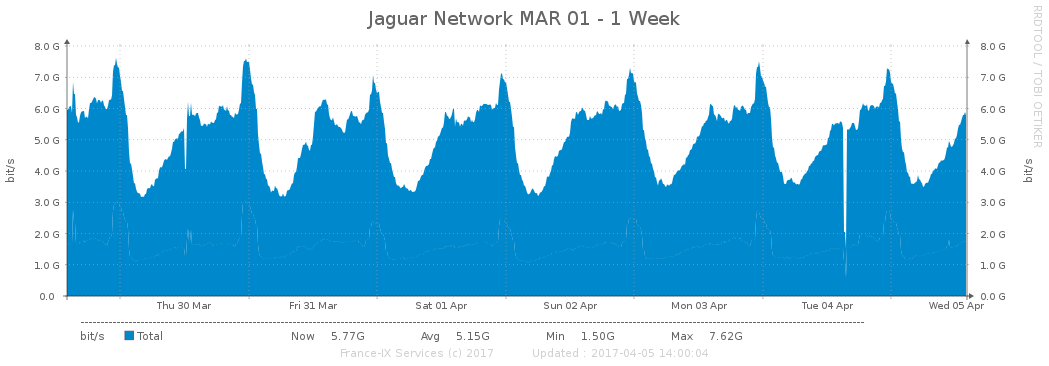 Jaguar Network MAR 01 - 1 Week
RRDTOOL / TOBI OETIKER
8.0 G 8.0 G
7.0 G 7.0 G
6.0 G 6.0 G
5.0 G 5.0 G
4.0 G 4.0 G
3.0 G 3.0 G
2.0 G 2.0 G
1.0 G 1.0 G
0.0 0.0 G
bit/s bit/s
Thu 30 Mar Fri 31 Mar Sat 01 Apr Sun 02 Apr Mon 03 Apr Tue 04 Apr Wed 05 Apr
bit/s Total Now 5.77G Avg 5.15G Min 1.50G Max 7.62G
France-IX Services (c) 2017 Updated : 2017-04-05 14:00:04